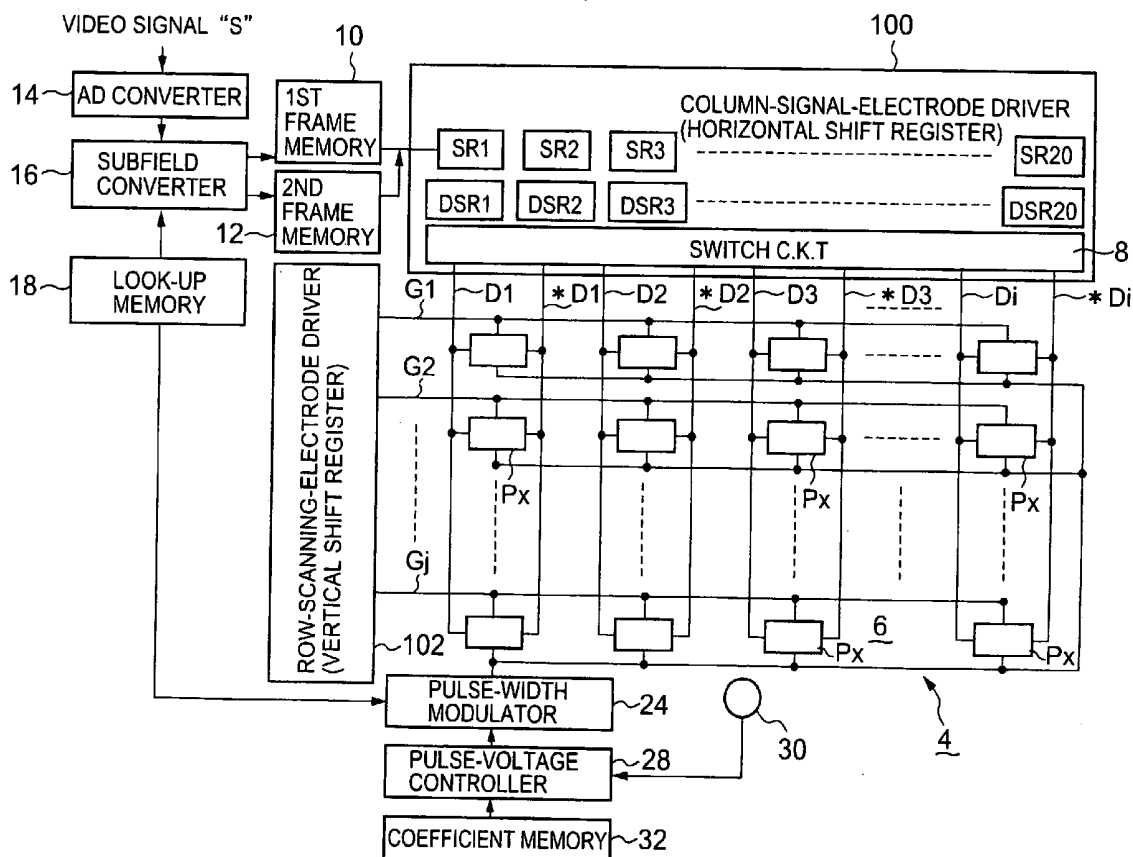 VIDEO SIGNAL “S”
14
AD CONVERTER
16
SUBFIELD
CONVERTER
18
LOOK-UP
MEMORY
10
1ST
FRAME
MEMORY
2ND
FRAME
MEMORY
12
100
COLUMN-SIGNAL-ELECTRODE DRIVER
(HORIZONTAL SHIFT REGISTER)
SR1 SR2 SR3 SR20
DSR1 DSR2 DSR3 DSR20
SWITCH C.K.T
8
D1 *D1 D2 *D2 D3 *D3 Di *Di
ROW-SCANNING-ELECTRODE DRIVER
(VERTICAL SHIFT REGISTER)
102
G1
G2
Px Px Px
Gj
6
Px Px
PULSE-WIDTH
MODULATOR
24
30
4
PULSE-VOLTAGE
CONTROLLER
28
COEFFICIENT MEMORY
32